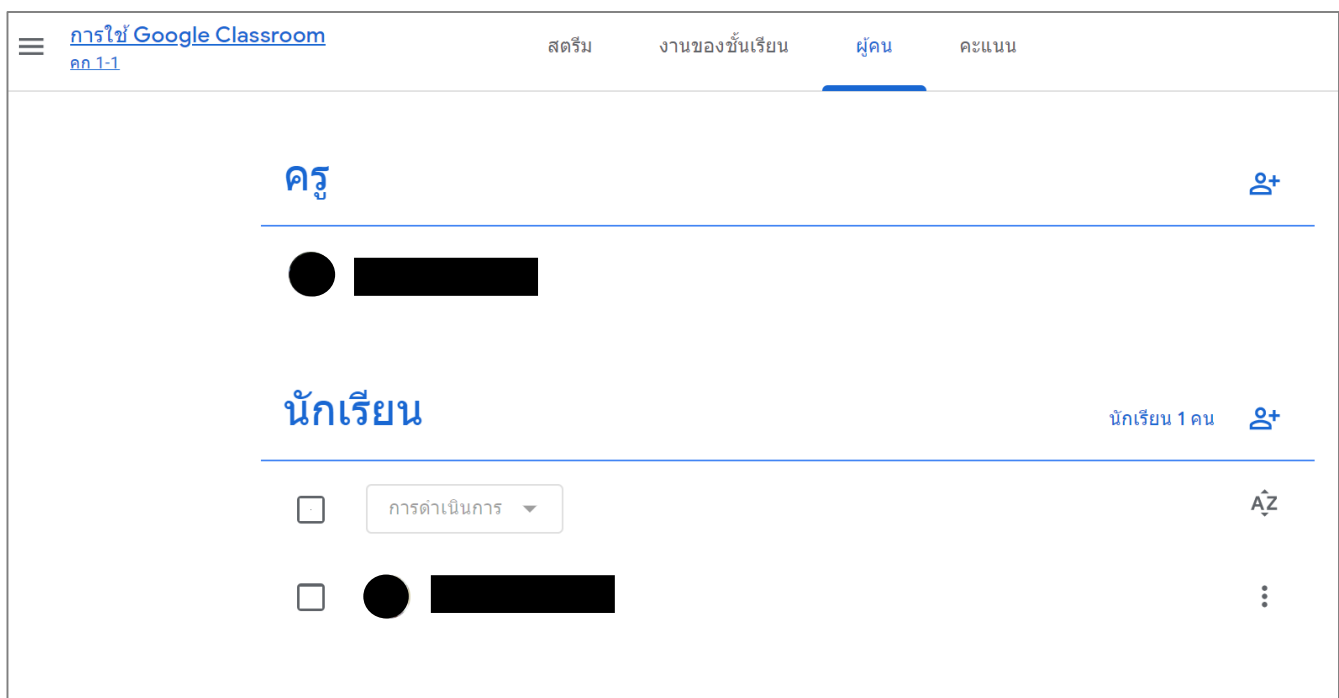 การใช้ Google Classroom
คก 1-1
สตรีม งานของชั้นเรียน ผู้คน คะแนน
ครู
นักเรียน
นักเรียน 1 คน
การดำเนินการ
AZ